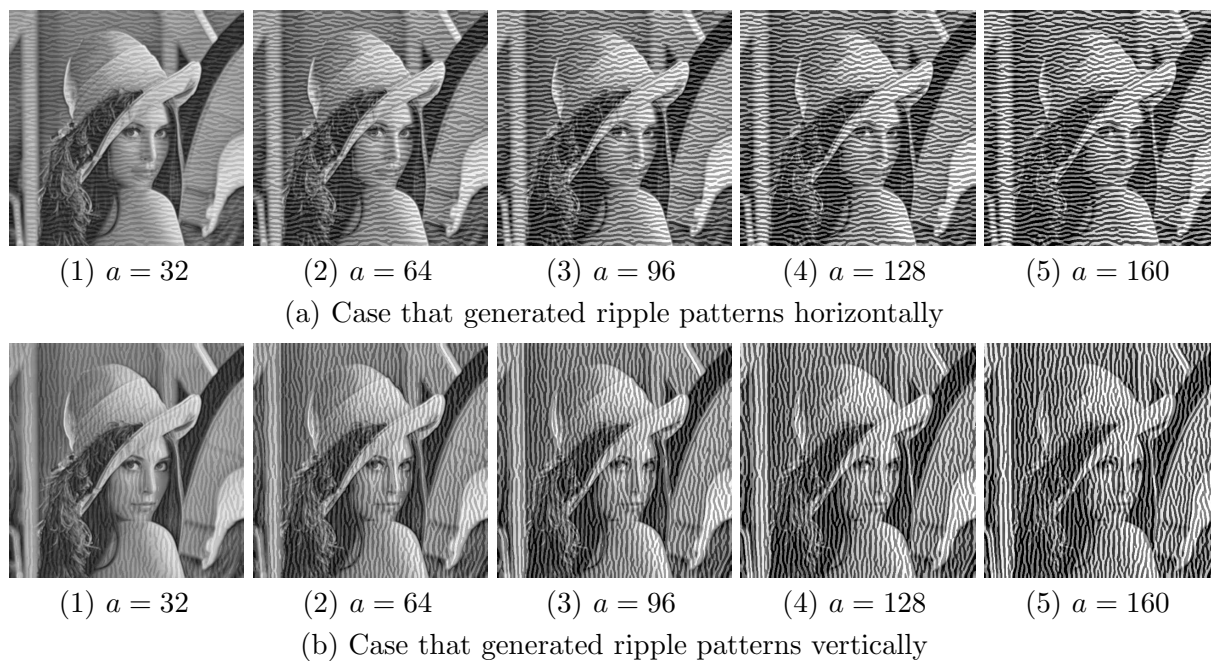 (1) a = 32 (2) a = 64 (3) a = 96 (4) a = 128 (5) a = 160
(a) Case that generated ripple patterns horizontally
(1) a = 32 (2) a = 64 (3) a = 96 (4) a = 128 (5) a = 160
(b) Case that generated ripple patterns vertically